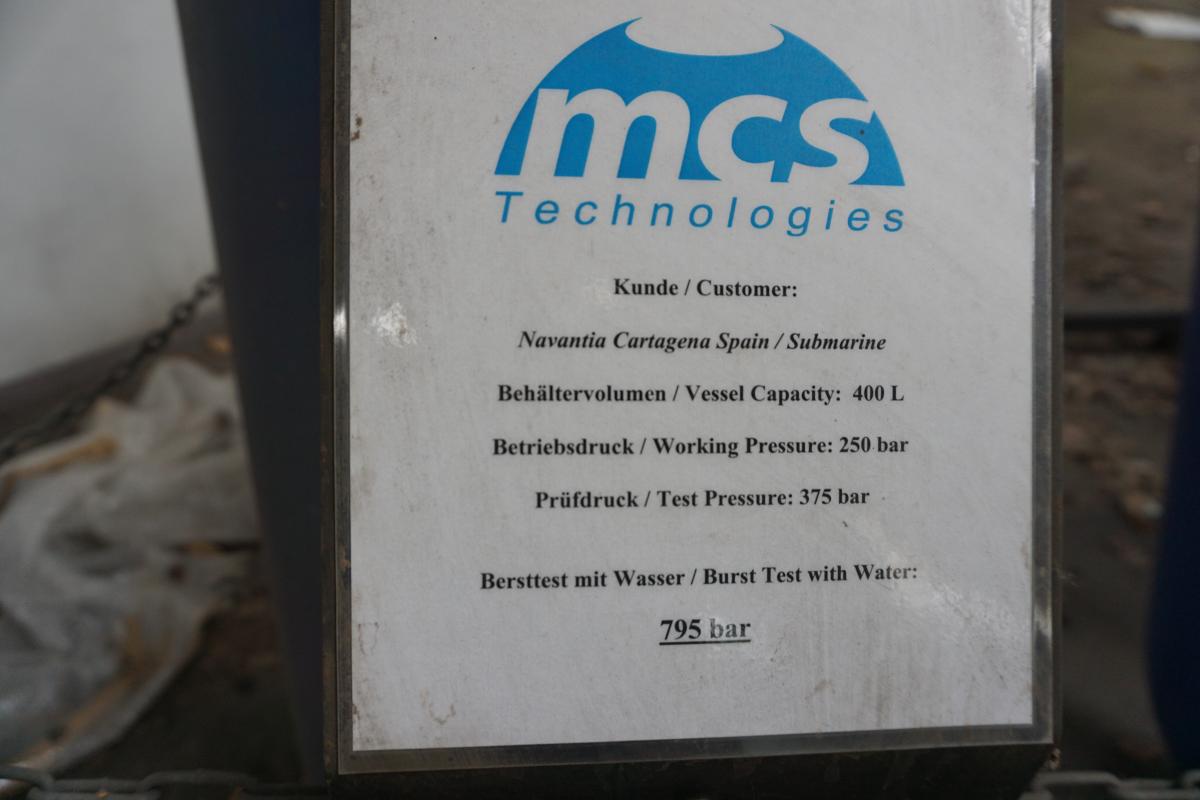 mcs
Technologies
Kunde / Customer:
Navantia Cartagena Spain / Submarine
Behältervolumen / Vessel Capacity: 400 L
Betriebsdruck / Working Pressure: 250 bar
Prüfdruck / Test Pressure: 375 bar
Bersttest mit Wasser / Burst Test with Water:
795 bar